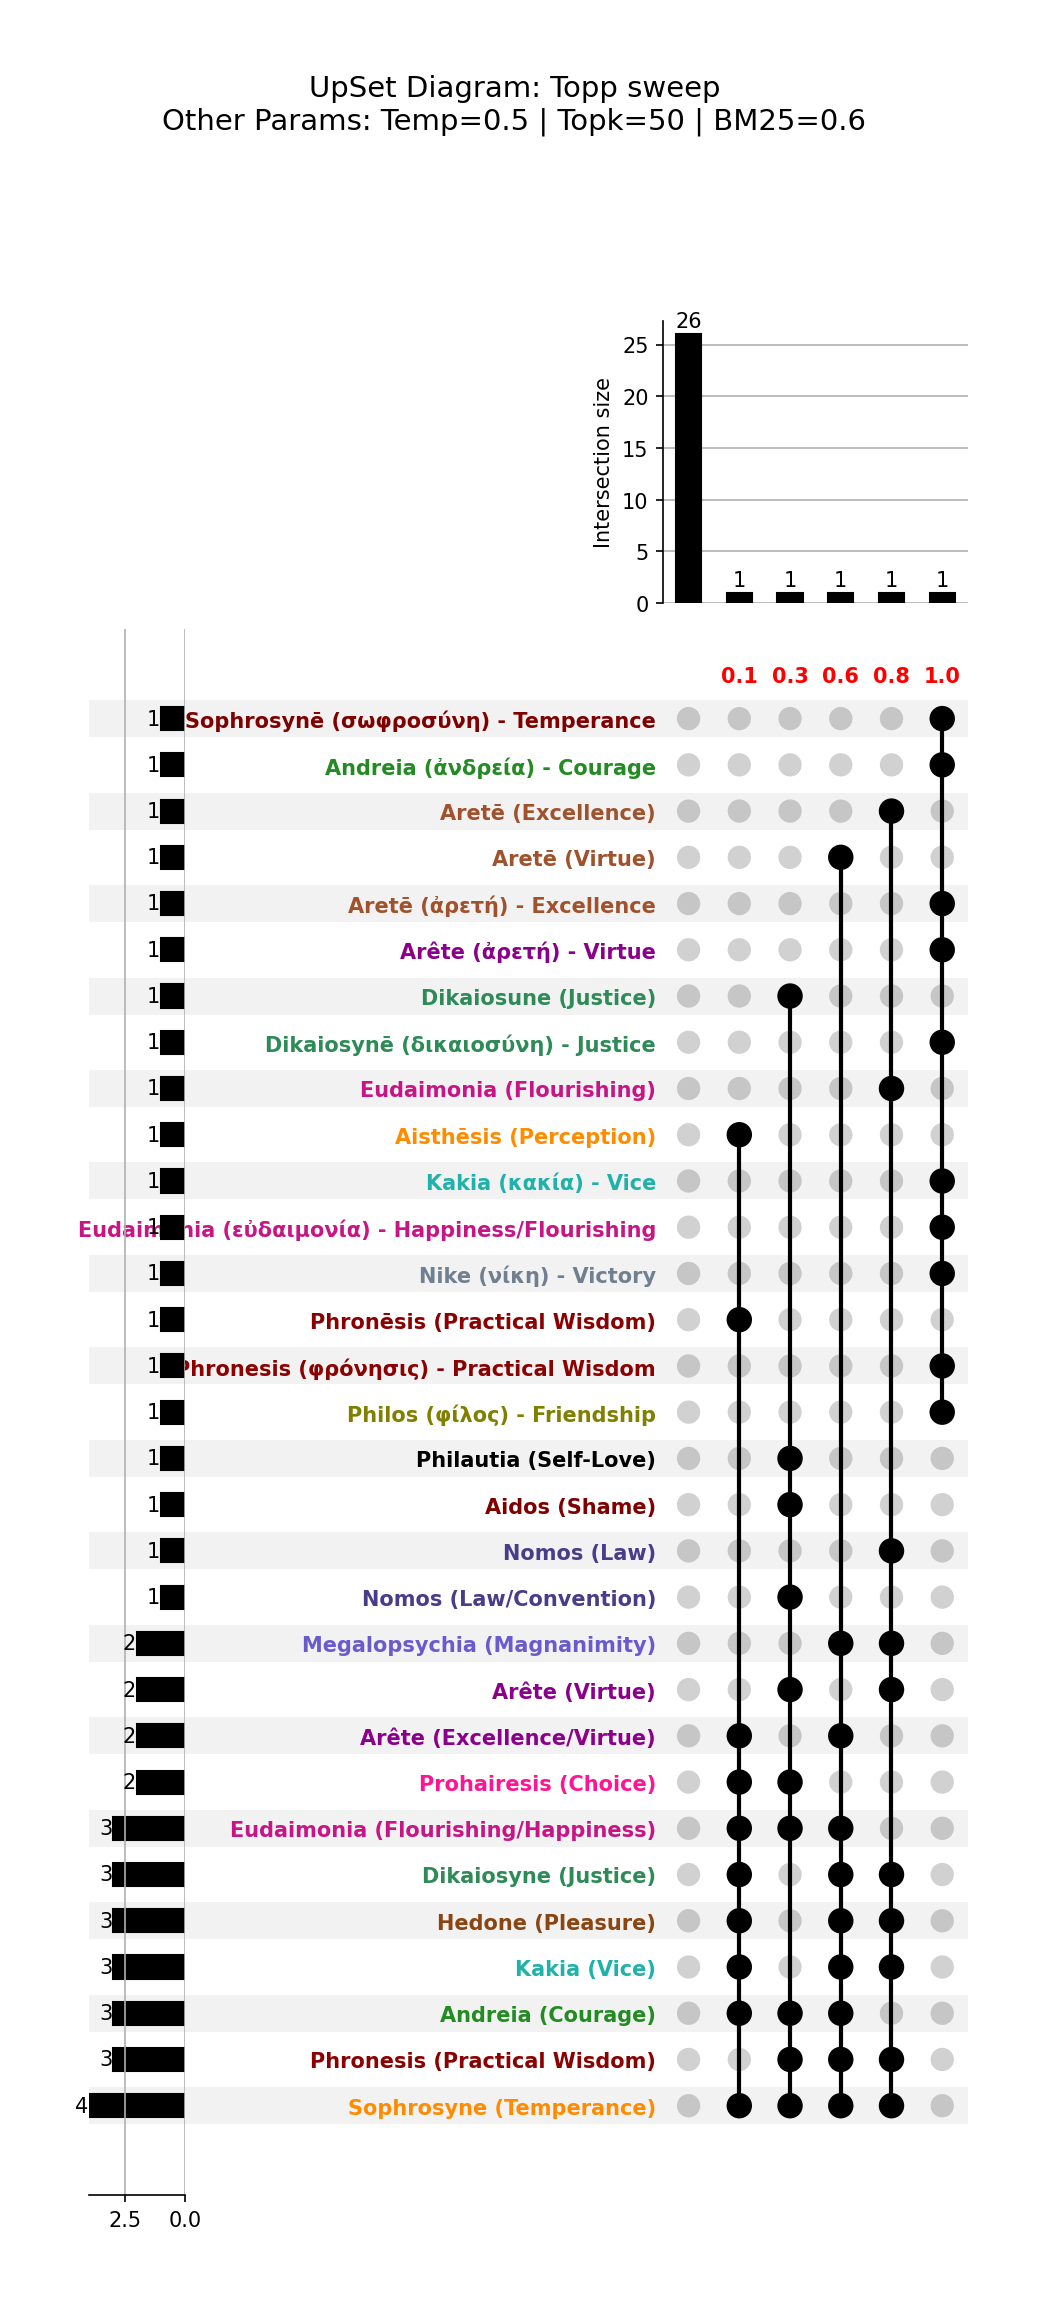 UpSet Diagram: Topp sweep
Other Params: Temp=0.5 | Topk=50 | BM25=0.6
26
25
20
15
10
5
0
Intersection size
1 1 1 1 1
0.1 0.3 0.6 0.8 1.0
1 Sophrosynē (σωφροσύνη) - Temperance
1 Andreia (ἀνδρεία) - Courage
1 Aretē (Excellence)
1 Aretē (Virtue)
1 Aretē (ἀρετή) - Excellence
1 Arête (ἀρετή) - Virtue
1 Dikaiosune (Justice)
1 Dikaiosynē (δικαιοσύνη) - Justice
1 Eudaimonia (Flourishing)
1 Aisthēsis (Perception)
1 Kakia (κακία) - Vice
1 Eudaimonia (εὐδαιμονία) - Happiness/Flourishing
1 Nike (νίκη) - Victory
1 Phronēsis (Practical Wisdom)
1 Phronesis (φρόνησις) - Practical Wisdom
1 Philos (φίλος) - Friendship
1 Philautia (Self-Love)
1 Aidos (Shame)
1 Nomos (Law)
1 Nomos (Law/Convention)
2 Megalopsychia (Magnanimity)
2 Arête (Virtue)
2 Arête (Excellence/Virtue)
2 Prohairesis (Choice)
3 Eudaimonia (Flourishing/Happiness)
3 Dikaiosyne (Justice)
3 Hedone (Pleasure)
3 Kakia (Vice)
3 Andreia (Courage)
3 Phronesis (Practical Wisdom)
4 Sophrosyne (Temperance)
2.5 0.0